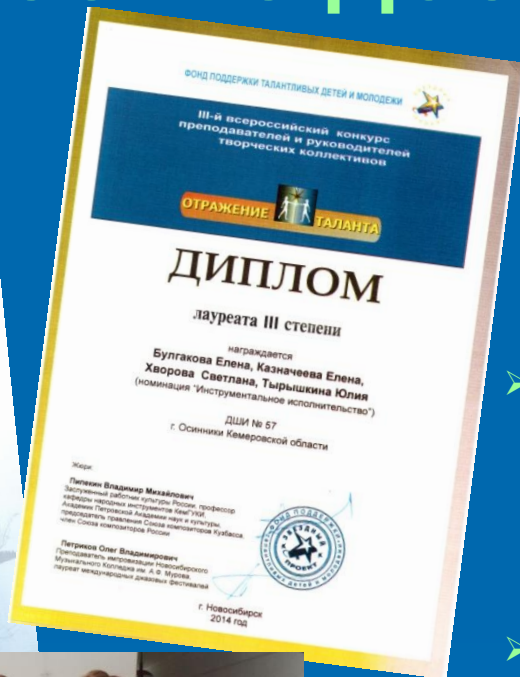 ФОНД ПОДДЕРЖКИ ТАЛАНТЛИВЫХ ДЕТЕЙ И МОЛОДЕЖИ
III-й всероссийский конкурс
преподавателей и руководителей
творческих коллективов
ОТРАЖЕНИЕ ТАЛАНТА
ДИПЛОМ
лауреата III степени
награждается
Булгакова Елена, Казначеева Елена,
Хворова Светлана, Тырышкина Юлия
(номинация "Инструментальное исполнительство")
ДШИ № 57
г. Осинники Кемеровской области
Жюри:
Пипекин Владимир Михайлович
Заслуженный работник культуры России, профессор
кафедры народных инструментов КемГУКИ,
Академик Петровской Академии наук и культуры,
председатель правления Союза композиторов Кузбасса,
член Союза композиторов России
Петриков Олег Владимирович
Преподаватель импровизации Новосибирского
Музыкального Колледжа им. А.Ф. Мурова,
лауреат международных джазовых фестивалей
ЗВЕЗДНЫЙ
ПРОЕКТ
г. Новосибирск
2014 год